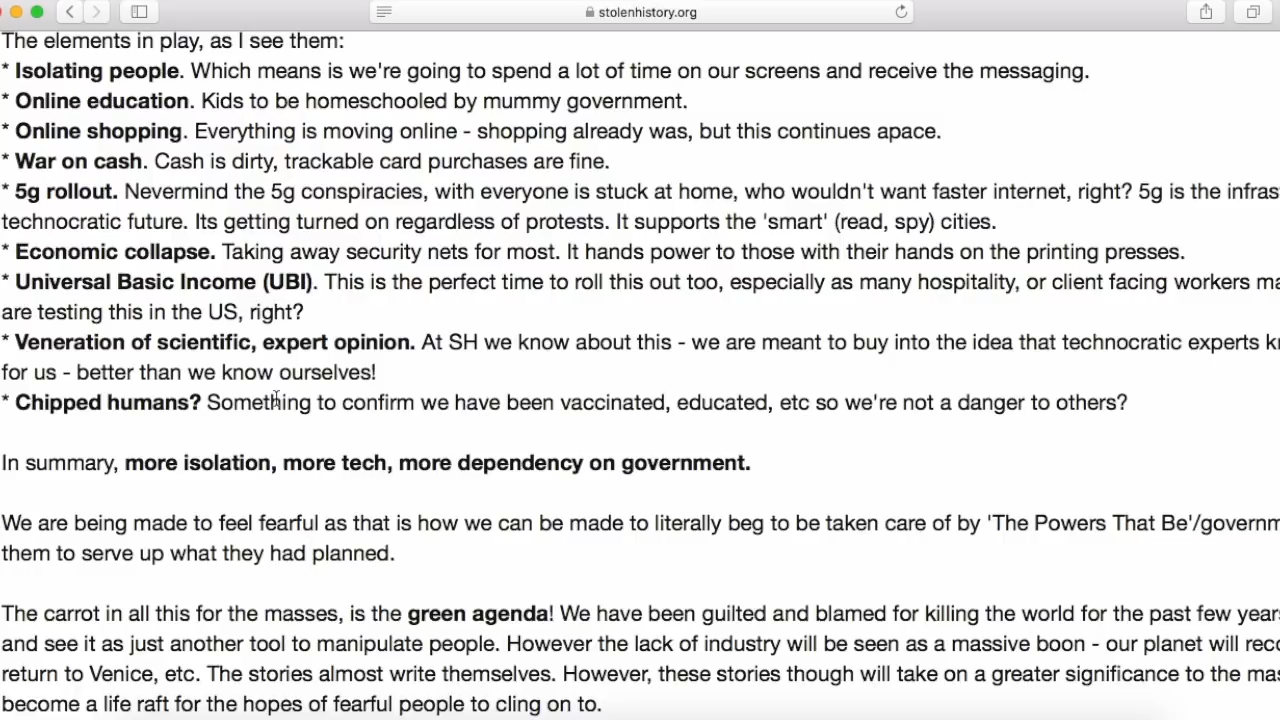 stolenhistory.org
The elements in play, as I see them:
* Isolating people. Which means is we're going to spend a lot of time on our screens and receive the messaging.
* Online education. Kids to be homeschooled by mummy government.
* Online shopping. Everything is moving online - shopping already was, but this continues apace.
* War on cash. Cash is dirty, trackable card purchases are fine.
* 5g rollout. Nevermind the 5g conspiracies, with everyone is stuck at home, who wouldn't want faster internet, right? 5g is the
technocratic future. Its getting turned on regardless of protests. It supports the 'smart' (read, spy) cities.
* Economic collapse. Taking away security nets for most. It hands power to those with their hands on the printing presses.
* Universal Basic Income (UBI). This is the perfect time to roll this out too, especially as many hospitality, or client facing workers
are testing this in the US, right?
* Veneration of scientific, expert opinion. At SH we know about this - we are meant to buy into the idea that technocratic experts
for us - better than we know ourselves!
* Chipped humans? Something to confirm we have been vaccinated, educated, etc so we're not a danger to others?
In summary, more isolation, more tech, more dependency on government.
We are being made to feel fearful as that is how we can be made to literally beg to be taken care of by 'The Powers That Be'/
them to serve up what they had planned.
The carrot in all this for the masses, is the green agenda! We have been guilted and blamed for killing the world for the past few
and see it as just another tool to manipulate people. However the lack of industry will be seen as a massive boon - our planet will
return to Venice, etc. The stories almost write themselves. However, these stories though will take on a greater significance to the
become a life raft for the hopes of fearful people to cling on to.